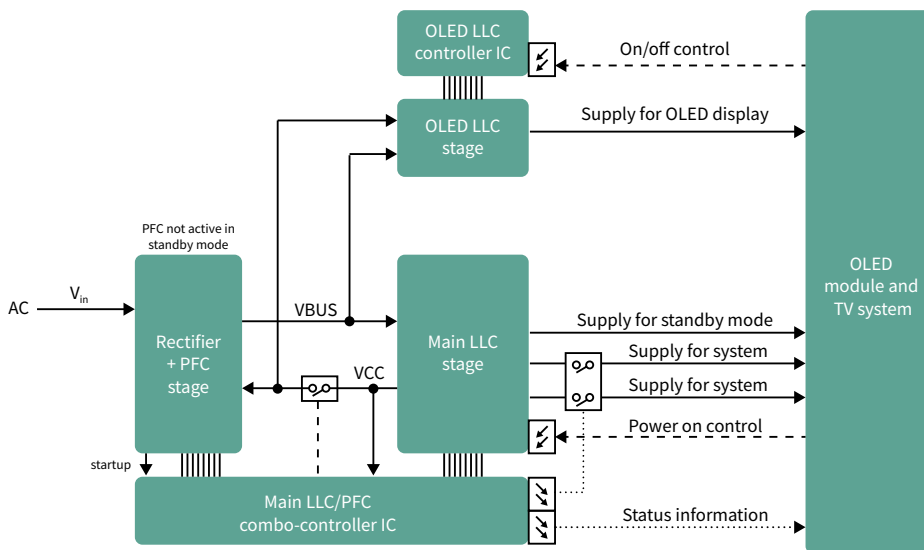 OLED LLC
controller IC
On/off control
OLED LLC
stage
Supply for OLED display
PFC not active in
standby mode
AC
Vin
Rectifier
+ PFC
stage
VBUS
VCC
Main LLC
stage
Supply for standby mode
Supply for system
Supply for system
Power on control
OLED
module and
TV system
startup
Main LLC/PFC
combo-controller IC
Status information